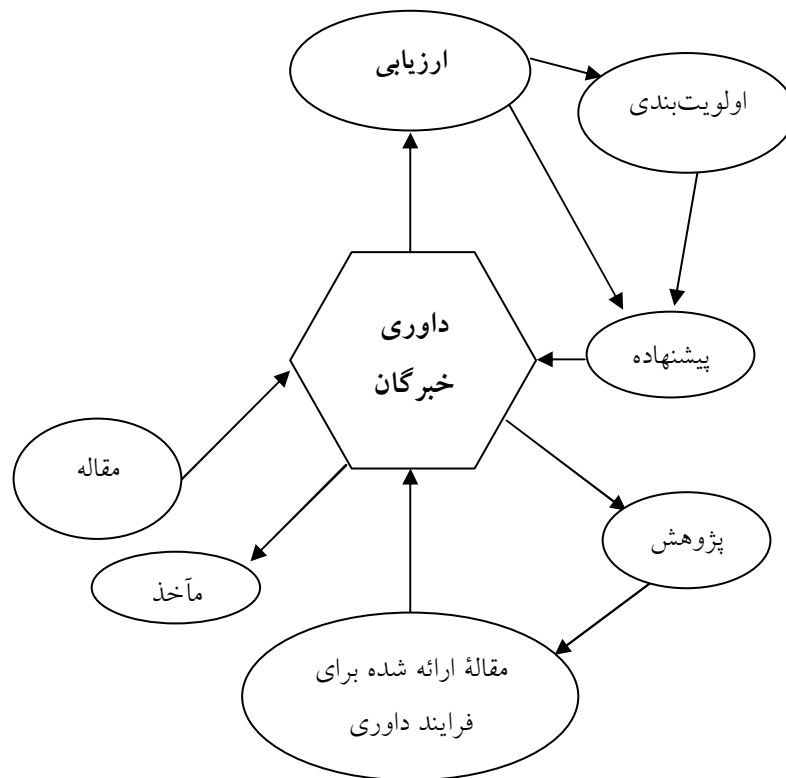 ارزیابی
اولویت‌بندی
داوری
خبرگان
پیشنهاده
مقاله
پژوهش
مآخذ
مقالهٔ ارائه شده برای
فرایند داوری